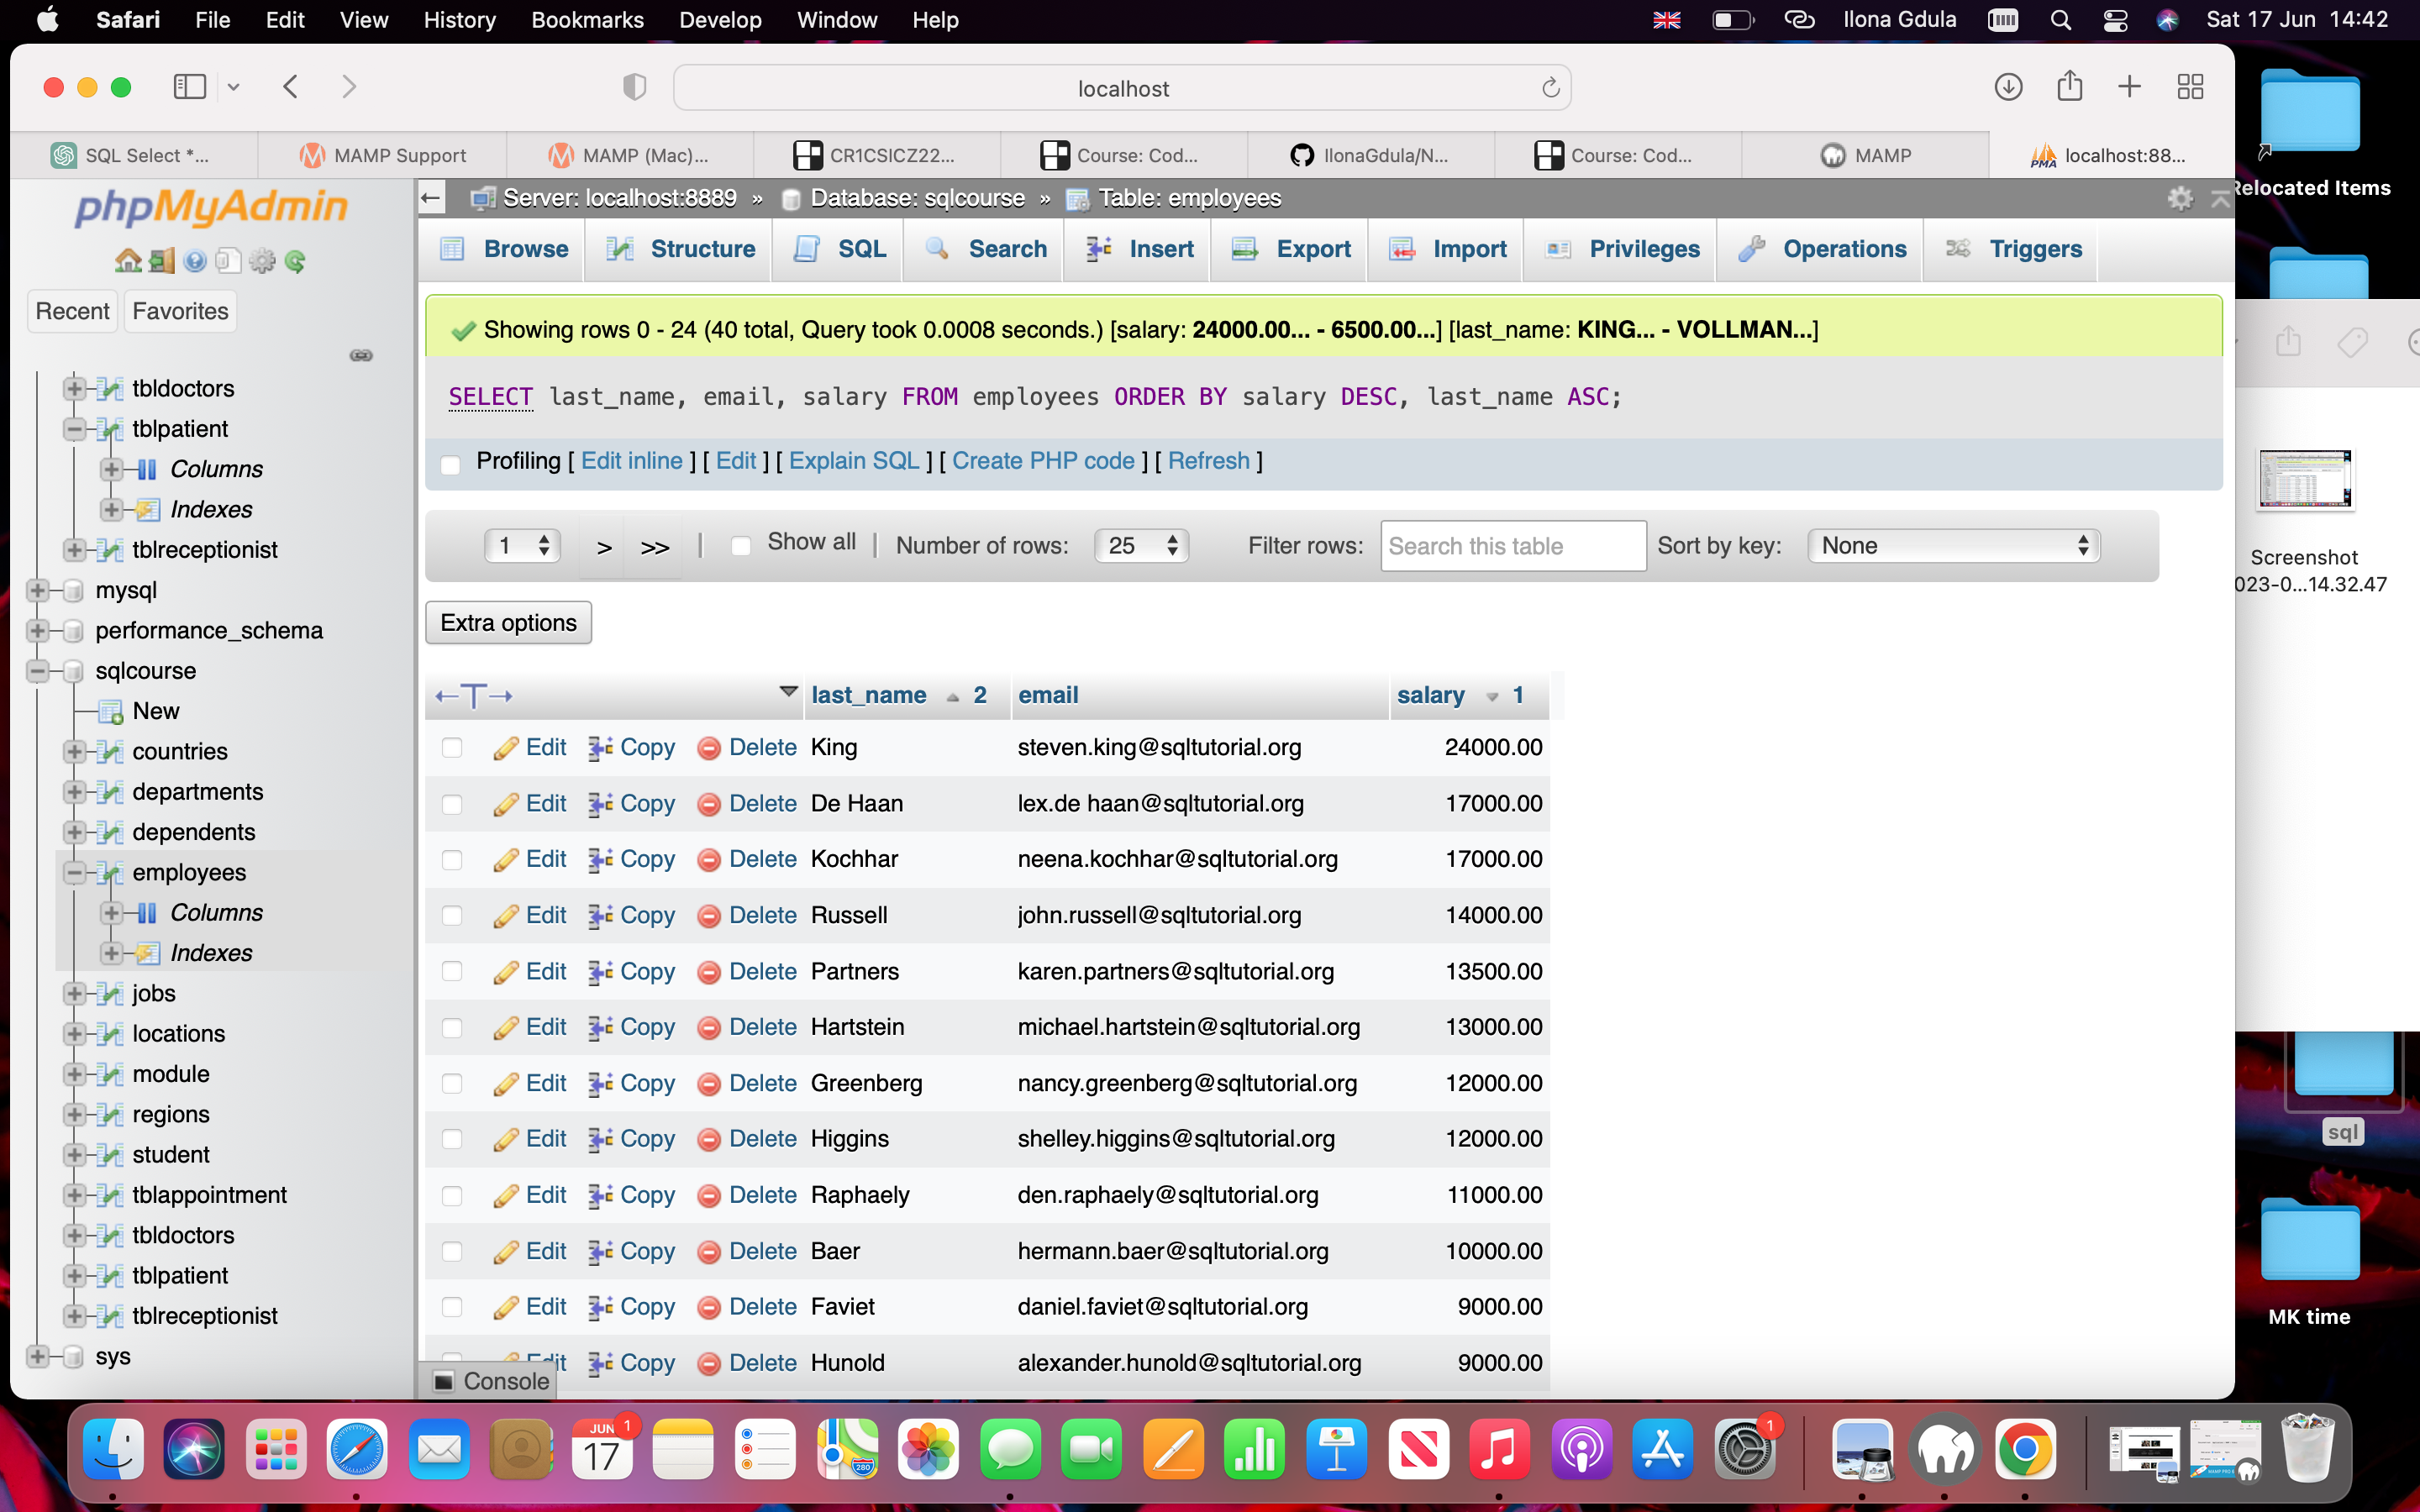 Safari File Edit View History Bookmarks Develop Window Help Ilona Gdula Sat 17 Jun 14:42
localhost
SQL Select *... MAMP Support MAMP (Mac)... CR1CSICZ22... Course: Cod... IlonaGdula/N... Course: Cod... MAMP PMA localhost:88...
phpMyAdmin
Recent Favorites
tbldoctors
tblpatient
Columns
Indexes
tblreceptionist
mysql
performance_schema
sqlcourse
New
countries
departments
dependents
employees
Columns
Indexes
jobs
locations
module
regions
student
tblappointment
tbldoctors
tblpatient
tblreceptionist
sys
Server: localhost:8889 » Database: sqlcourse » Table: employees
Browse Structure SQL Search Insert Export Import Privileges Operations Triggers
Showing rows 0 - 24 (40 total, Query took 0.0008 seconds.) [salary: 24000.00... - 6500.00...] [last_name: KING... - VOLLMAN...]
SELECT last_name, email, salary FROM employees ORDER BY salary DESC, last_name ASC;
Profiling [ Edit inline ] [ Edit ] [ Explain SQL ] [ Create PHP code ] [ Refresh ]
1 > >> | Show all | Number of rows: 25 Filter rows: Search this table Sort by key: None
Extra options
←T→ last_name 2 email salary 1
Edit Copy Delete King steven.king@sqltutorial.org 24000.00
Edit Copy Delete De Haan lex.de haan@sqltutorial.org 17000.00
Edit Copy Delete Kochhar neena.kochhar@sqltutorial.org 17000.00
Edit Copy Delete Russell john.russell@sqltutorial.org 14000.00
Edit Copy Delete Partners karen.partners@sqltutorial.org 13500.00
Edit Copy Delete Hartstein michael.hartstein@sqltutorial.org 13000.00
Edit Copy Delete Greenberg nancy.greenberg@sqltutorial.org 12000.00
Edit Copy Delete Higgins shelley.higgins@sqltutorial.org 12000.00
Edit Copy Delete Raphaely den.raphaely@sqltutorial.org 11000.00
Edit Copy Delete Baer hermann.baer@sqltutorial.org 10000.00
Edit Copy Delete Faviet daniel.faviet@sqltutorial.org 9000.00
Edit Copy Delete Hunold alexander.hunold@sqltutorial.org 9000.00
Console
Relocated Items
Screenshot
023-0...14.32.47
sql
MK time
JUN 1
17
280
1